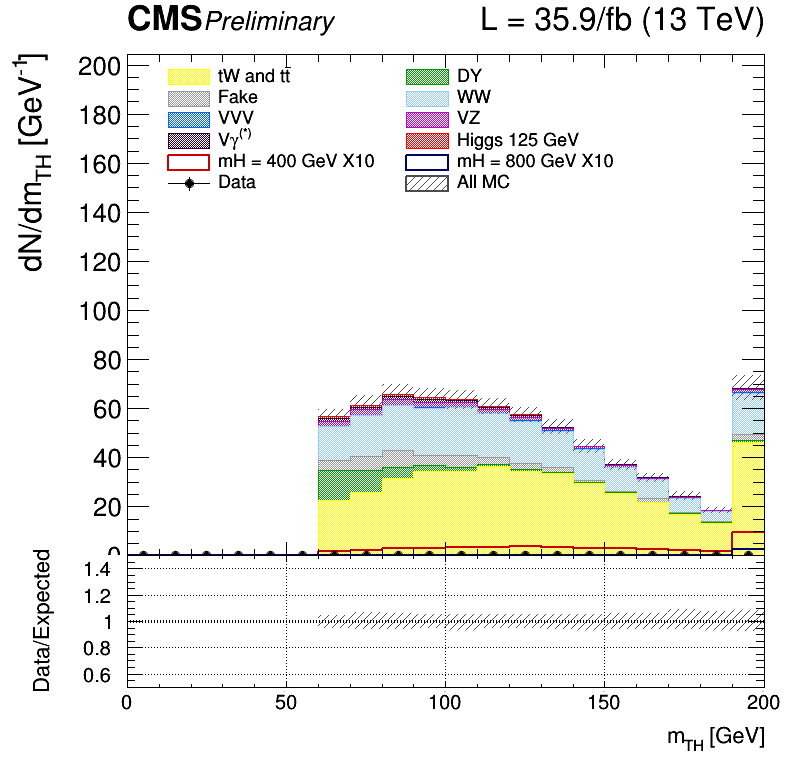 CMS Preliminary L = 35.9/fb (13 TeV)
dN/dm_TH [GeV⁻¹]
200
180
160
140
120
100
80
60
40
20
0
tW and tt̄ DY
Fake WW
VVV VZ
Vγ⁽*⁾ Higgs 125 GeV
mH = 400 GeV X10 mH = 800 GeV X10
Data All MC
Data/Expected
1.4
1.2
1
0.8
0.6
0 50 100 150 200
m_TH [GeV]